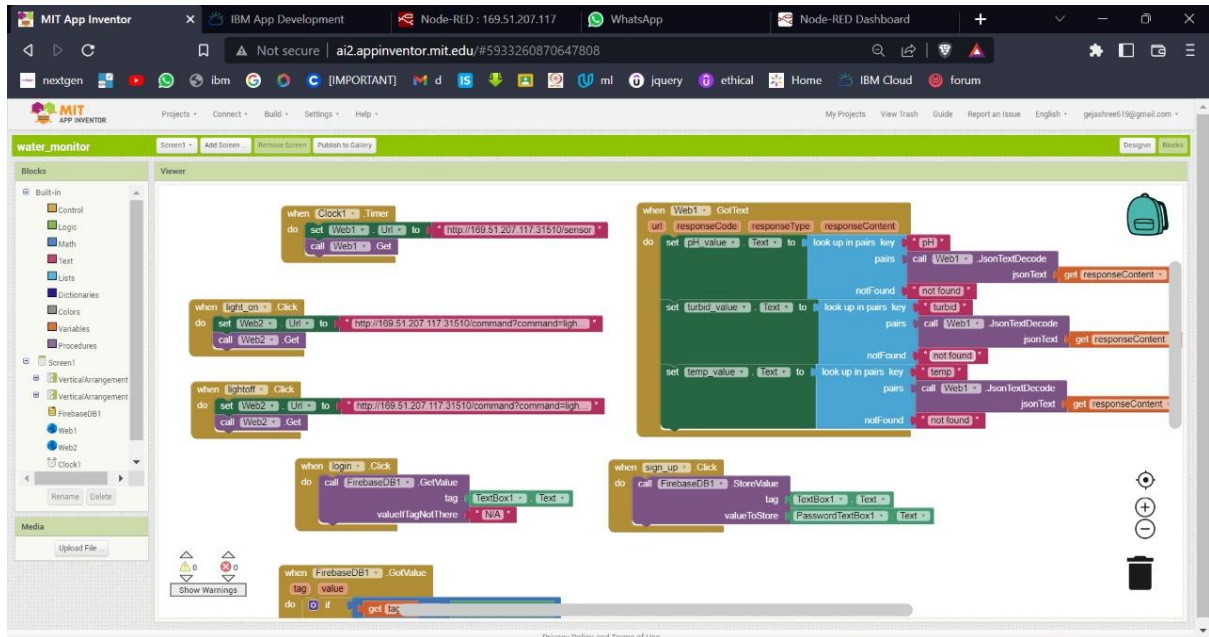 MIT App Inventor
IBM App Development
Node-RED : 169.51.207.117
WhatsApp
Node-RED Dashboard
Not secure ai2.appinventor.mit.edu/#5933260870647808
nextgen
ibm
[IMPORTANT]
M d
IS
ml
jquery
ethical
Home
IBM Cloud
forum
MIT
APP INVENTOR
Projects
Connect
Build
Settings
Help
My Projects
View Trash
Guide
Report an Issue
English
gejashree619@gmail.com
water_monitor
Screen1
Add Screen ...
Remove Screen
Publish to Gallery
Designer
Blocks
Blocks
Viewer
Built-in
Control
Logic
Math
Text
Lists
Dictionaries
Colors
Variables
Procedures
Screen1
VerticalArrangement
VerticalArrangement
FirebaseDB1
Web1
Web2
Clock1
Rename
Delete
Media
Upload File ...
when Clock1 .Timer
do set Web1 . Url to " http://169.51.207.117:31510/sensor "
call Web1 .Get
when light_on .Click
do set Web2 . Url to " http://169.51.207.117:31510/command?command=ligh... "
call Web2 .Get
when lightoff .Click
do set Web2 . Url to " http://169.51.207.117:31510/command?command=ligh... "
call Web2 .Get
when login .Click
do call FirebaseDB1 .GetValue
tag TextBox1 . Text
valueIfTagNotThere " N/A "
when FirebaseDB1 .GotValue
tag value
do if get tag
0 0
Show Warnings
when Web1 .GotText
url responseCode responseType responseContent
do set pH_value . Text to look up in pairs key " pH "
pairs call Web1 .JsonTextDecode
jsonText get responseContent
notFound " not found "
set turbid_value . Text to look up in pairs key " turbid "
pairs call Web1 .JsonTextDecode
jsonText get responseContent
notFound " not found "
set temp_value . Text to look up in pairs key " temp "
pairs call Web1 .JsonTextDecode
jsonText get responseContent
notFound " not found "
when sign_up .Click
do call FirebaseDB1 .StoreValue
tag TextBox1 . Text
valueToStore PasswordTextBox1 . Text
Privacy Policy and Terms of Use